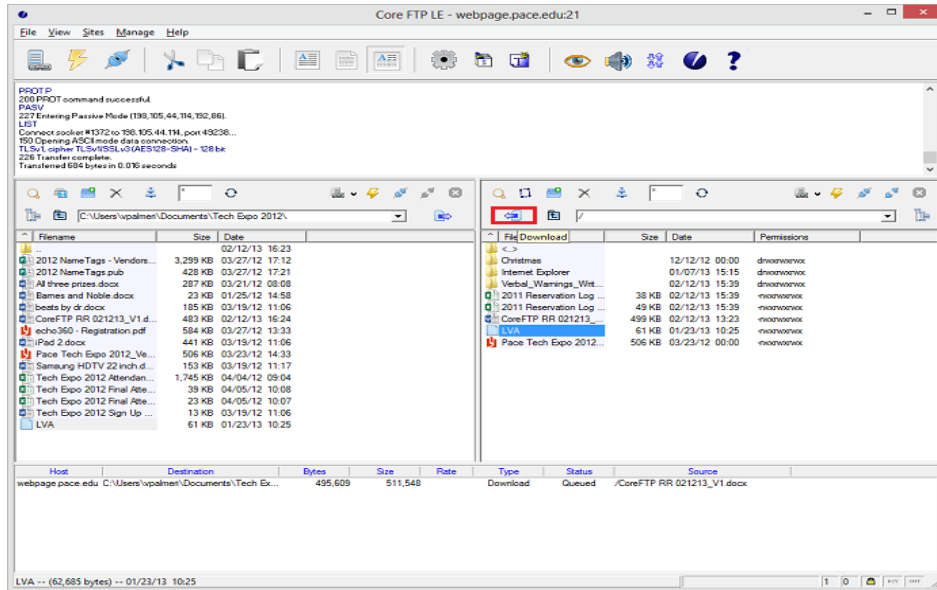 Core FTP LE - webpage.pace.edu:21
File View Sites Manage Help
PROT P
200 PROT command successful
PASV
227 Entering Passive Mode (198,105,44,114,192,86).
LIST
Connect socket #1372 to 198.105.44.114, port 49238...
150 Opening ASCII mode data connection.
TLSv1, cipher TLSv1/SSLv3 (AES128-SHA) - 128 bit
226 Transfer complete.
Transferred 684 bytes in 0.016 seconds
C:\Users\vpalmeri\Documents\Tech Expo 2012\
Filename Size Date
.. 02/12/13 16:23
2012 NameTags - Vendors... 3,299 KB 03/27/12 17:12
2012 NameTags.pub 428 KB 03/27/12 17:21
All three prizes.docx 287 KB 03/21/12 08:08
Barnes and Noble.docx 23 KB 01/25/12 14:58
beats by dr.docx 185 KB 03/19/12 11:06
CoreFTP RR 021213_V1.d... 483 KB 02/12/13 16:24
echo360 - Registration.pdf 584 KB 03/27/12 13:33
iPad 2.docx 441 KB 03/19/12 11:06
Pace Tech Expo 2012_Ve... 506 KB 03/23/12 14:33
Samsung HDTV 22 inch.d... 153 KB 03/19/12 11:17
Tech Expo 2012 Attendan... 1,745 KB 04/04/12 09:04
Tech Expo 2012 Final Atte... 39 KB 04/05/12 10:08
Tech Expo 2012 Final Atte... 23 KB 04/05/12 10:07
Tech Expo 2012 Sign Up ... 13 KB 03/19/12 11:06
LVA 61 KB 01/23/13 10:25
/
File Download Size Date Permissions
<>
Christmas 12/12/12 00:00 drwxrwxrwx
Internet Explorer 01/07/13 15:15 drwxrwxrwx
Verbal_Warnings_Writ... 02/12/13 15:39 drwxrwxrwx
2011 Reservation Log ... 38 KB 02/12/13 15:39 -rwxrwxrwx
2011 Reservation Log ... 49 KB 02/12/13 15:39 -rwxrwxrwx
CoreFTP RR 021213_... 499 KB 02/12/13 13:23 -rwxrwxrwx
LVA 61 KB 01/23/13 10:25 -rwxrwxrwx
Pace Tech Expo 2012... 506 KB 03/23/12 00:00 -rwxrwxrwx
Host Destination Bytes Size Rate Type Status Source
webpage.pace.edu C:\Users\vpalmeri\Documents\Tech Ex... 495,609 511,548 Download Queued /CoreFTP RR 021213_V1.docx
LVA -- (62,685 bytes) -- 01/23/13 10:25
1 0